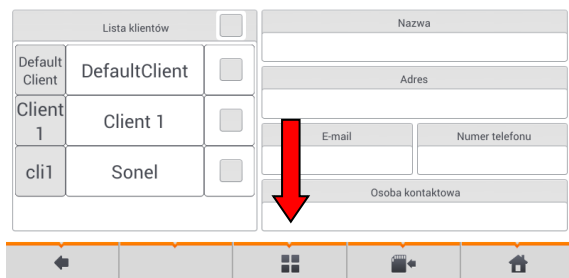 Lista klientów
Default
Client
DefaultClient
Client
1
Client 1
cli1
Sonel
Nazwa
Adres
E-mail
Numer telefonu
Osoba kontaktowa